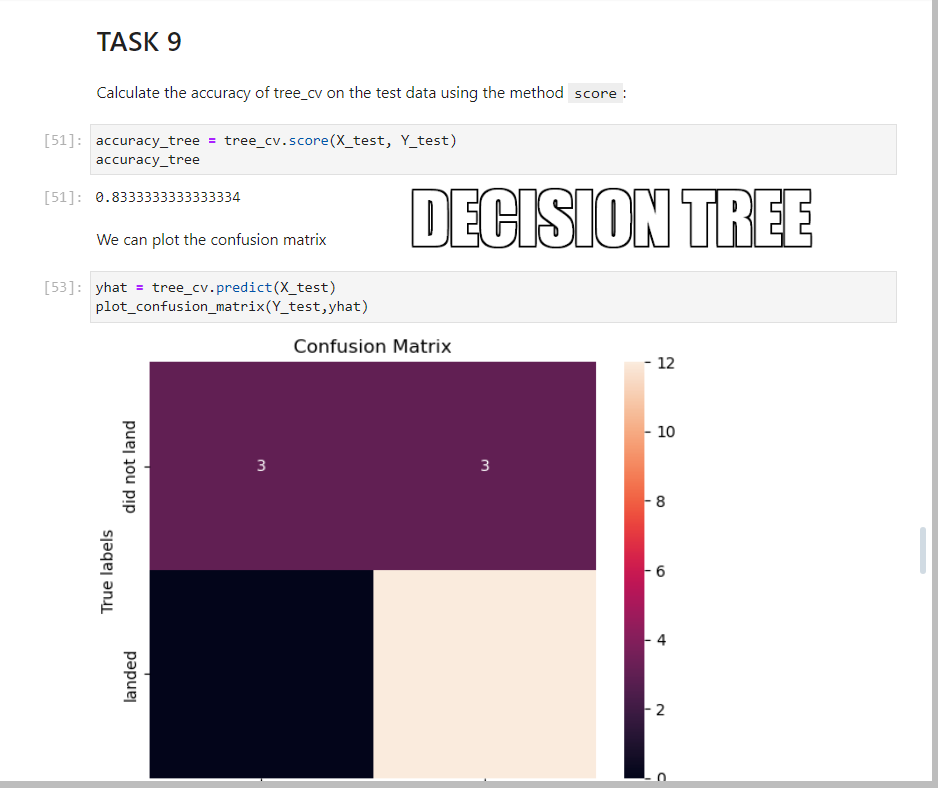 TASK 9
Calculate the accuracy of tree_cv on the test data using the method score :
[51]: accuracy_tree = tree_cv.score(X_test, Y_test)
accuracy_tree
[51]: 0.8333333333333334
DECISION TREE
We can plot the confusion matrix
[53]: yhat = tree_cv.predict(X_test)
plot_confusion_matrix(Y_test,yhat)
Confusion Matrix
12
10
8
6
4
2
0
did not land
3 3
True labels
landed